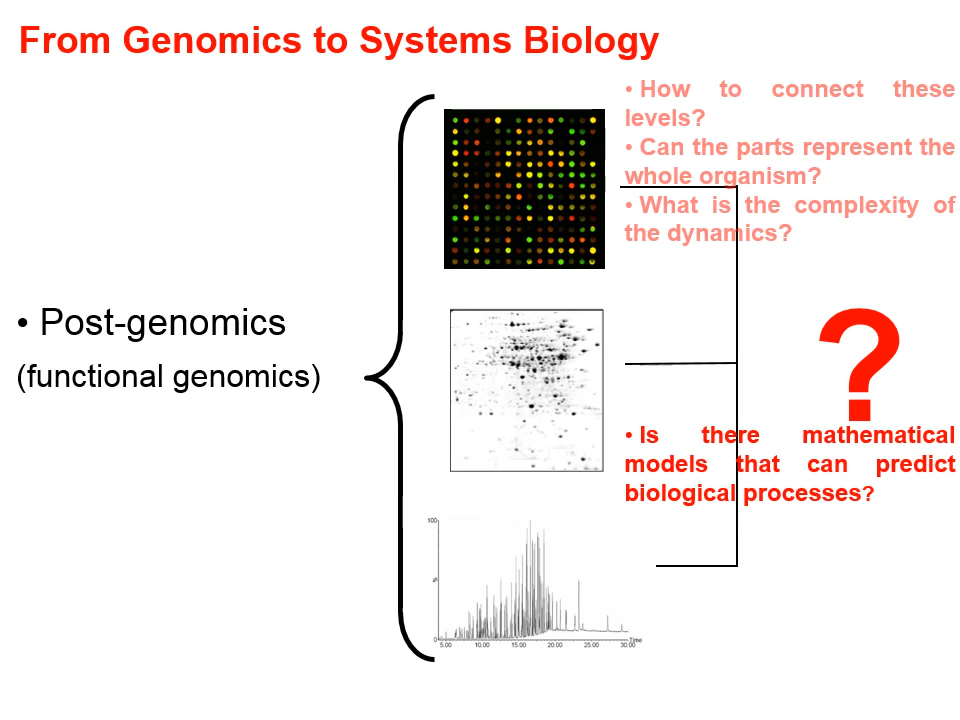 From Genomics to Systems Biology
• How to connect these
levels?
• Can the parts represent the
whole organism?
• What is the complexity of
the dynamics?
• Post-genomics
(functional genomics)
?
• Is there mathematical
models that can predict
biological processes?
100
%
0
5.00 10.00 15.00 20.00 25.00 30.00
Time